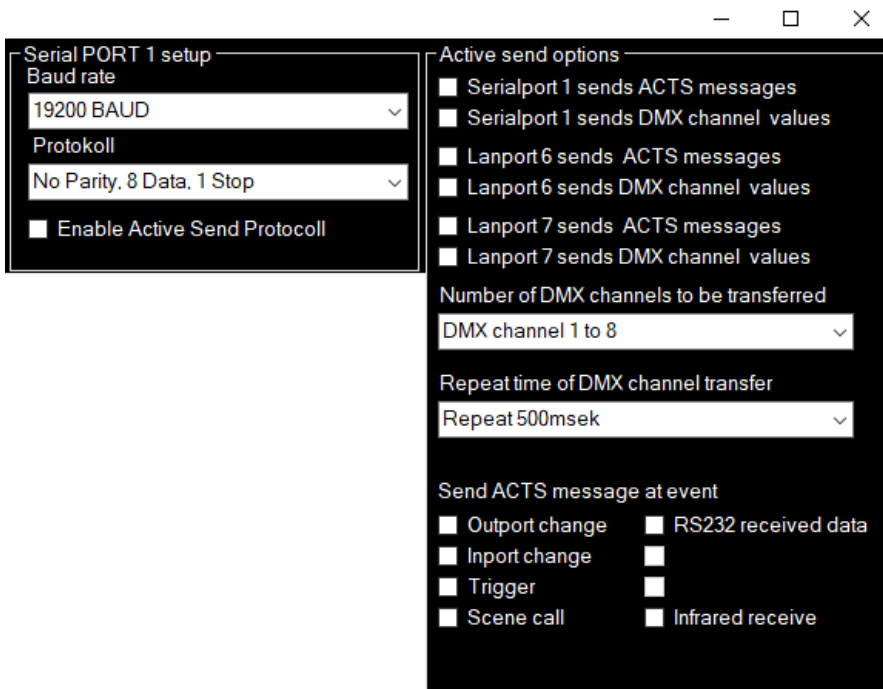 Serial PORT 1 setup
Baud rate
19200 BAUD
Protokoll
No Parity, 8 Data, 1 Stop
Enable Active Send Protocoll
Active send options
Serialport 1 sends ACTS messages
Serialport 1 sends DMX channel values
Lanport 6 sends ACTS messages
Lanport 6 sends DMX channel values
Lanport 7 sends ACTS messages
Lanport 7 sends DMX channel values
Number of DMX channels to be transferred
DMX channel 1 to 8
Repeat time of DMX channel transfer
Repeat 500msek
Send ACTS message at event
Outport change RS232 received data
Inport change
Trigger
Scene call Infrared receive